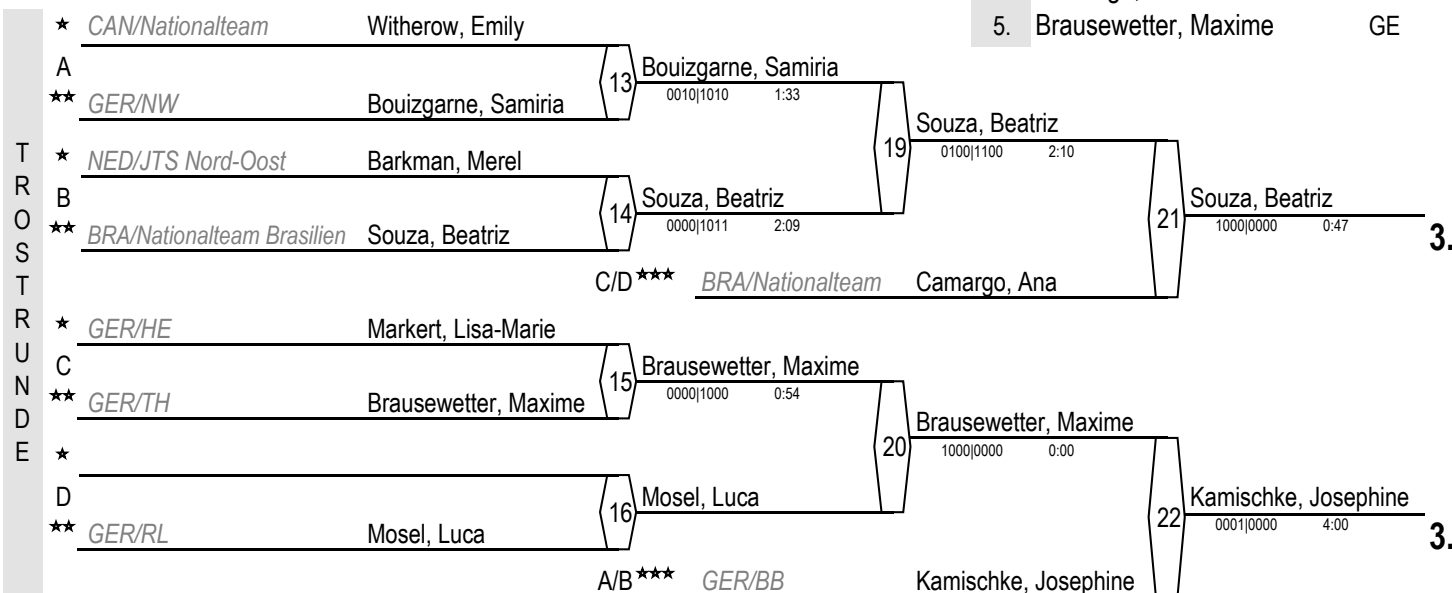 5. Brausewetter, Maxime GE
TROSTRUNDE
CAN/Nationalteam Witherow, Emily
A
13 Bouizgarne, Samiria
0010|1010 1:33
GER/NW Bouizgarne, Samiria
19 Souza, Beatriz
0100|1100 2:10
NED/JTS Nord-Oost Barkman, Merel
B
14 Souza, Beatriz
0000|1011 2:09
BRA/Nationalteam Brasilien Souza, Beatriz
21 Souza, Beatriz
1000|0000 0:47
3.
C/D BRA/Nationalteam Camargo, Ana
GER/HE Markert, Lisa-Marie
C
15 Brausewetter, Maxime
0000|1000 0:54
GER/TH Brausewetter, Maxime
20 Brausewetter, Maxime
1000|0000 0:00
D
16 Mosel, Luca
GER/RL Mosel, Luca
22 Kamischke, Josephine
0001|0000 4:00
3.
A/B GER/BB Kamischke, Josephine